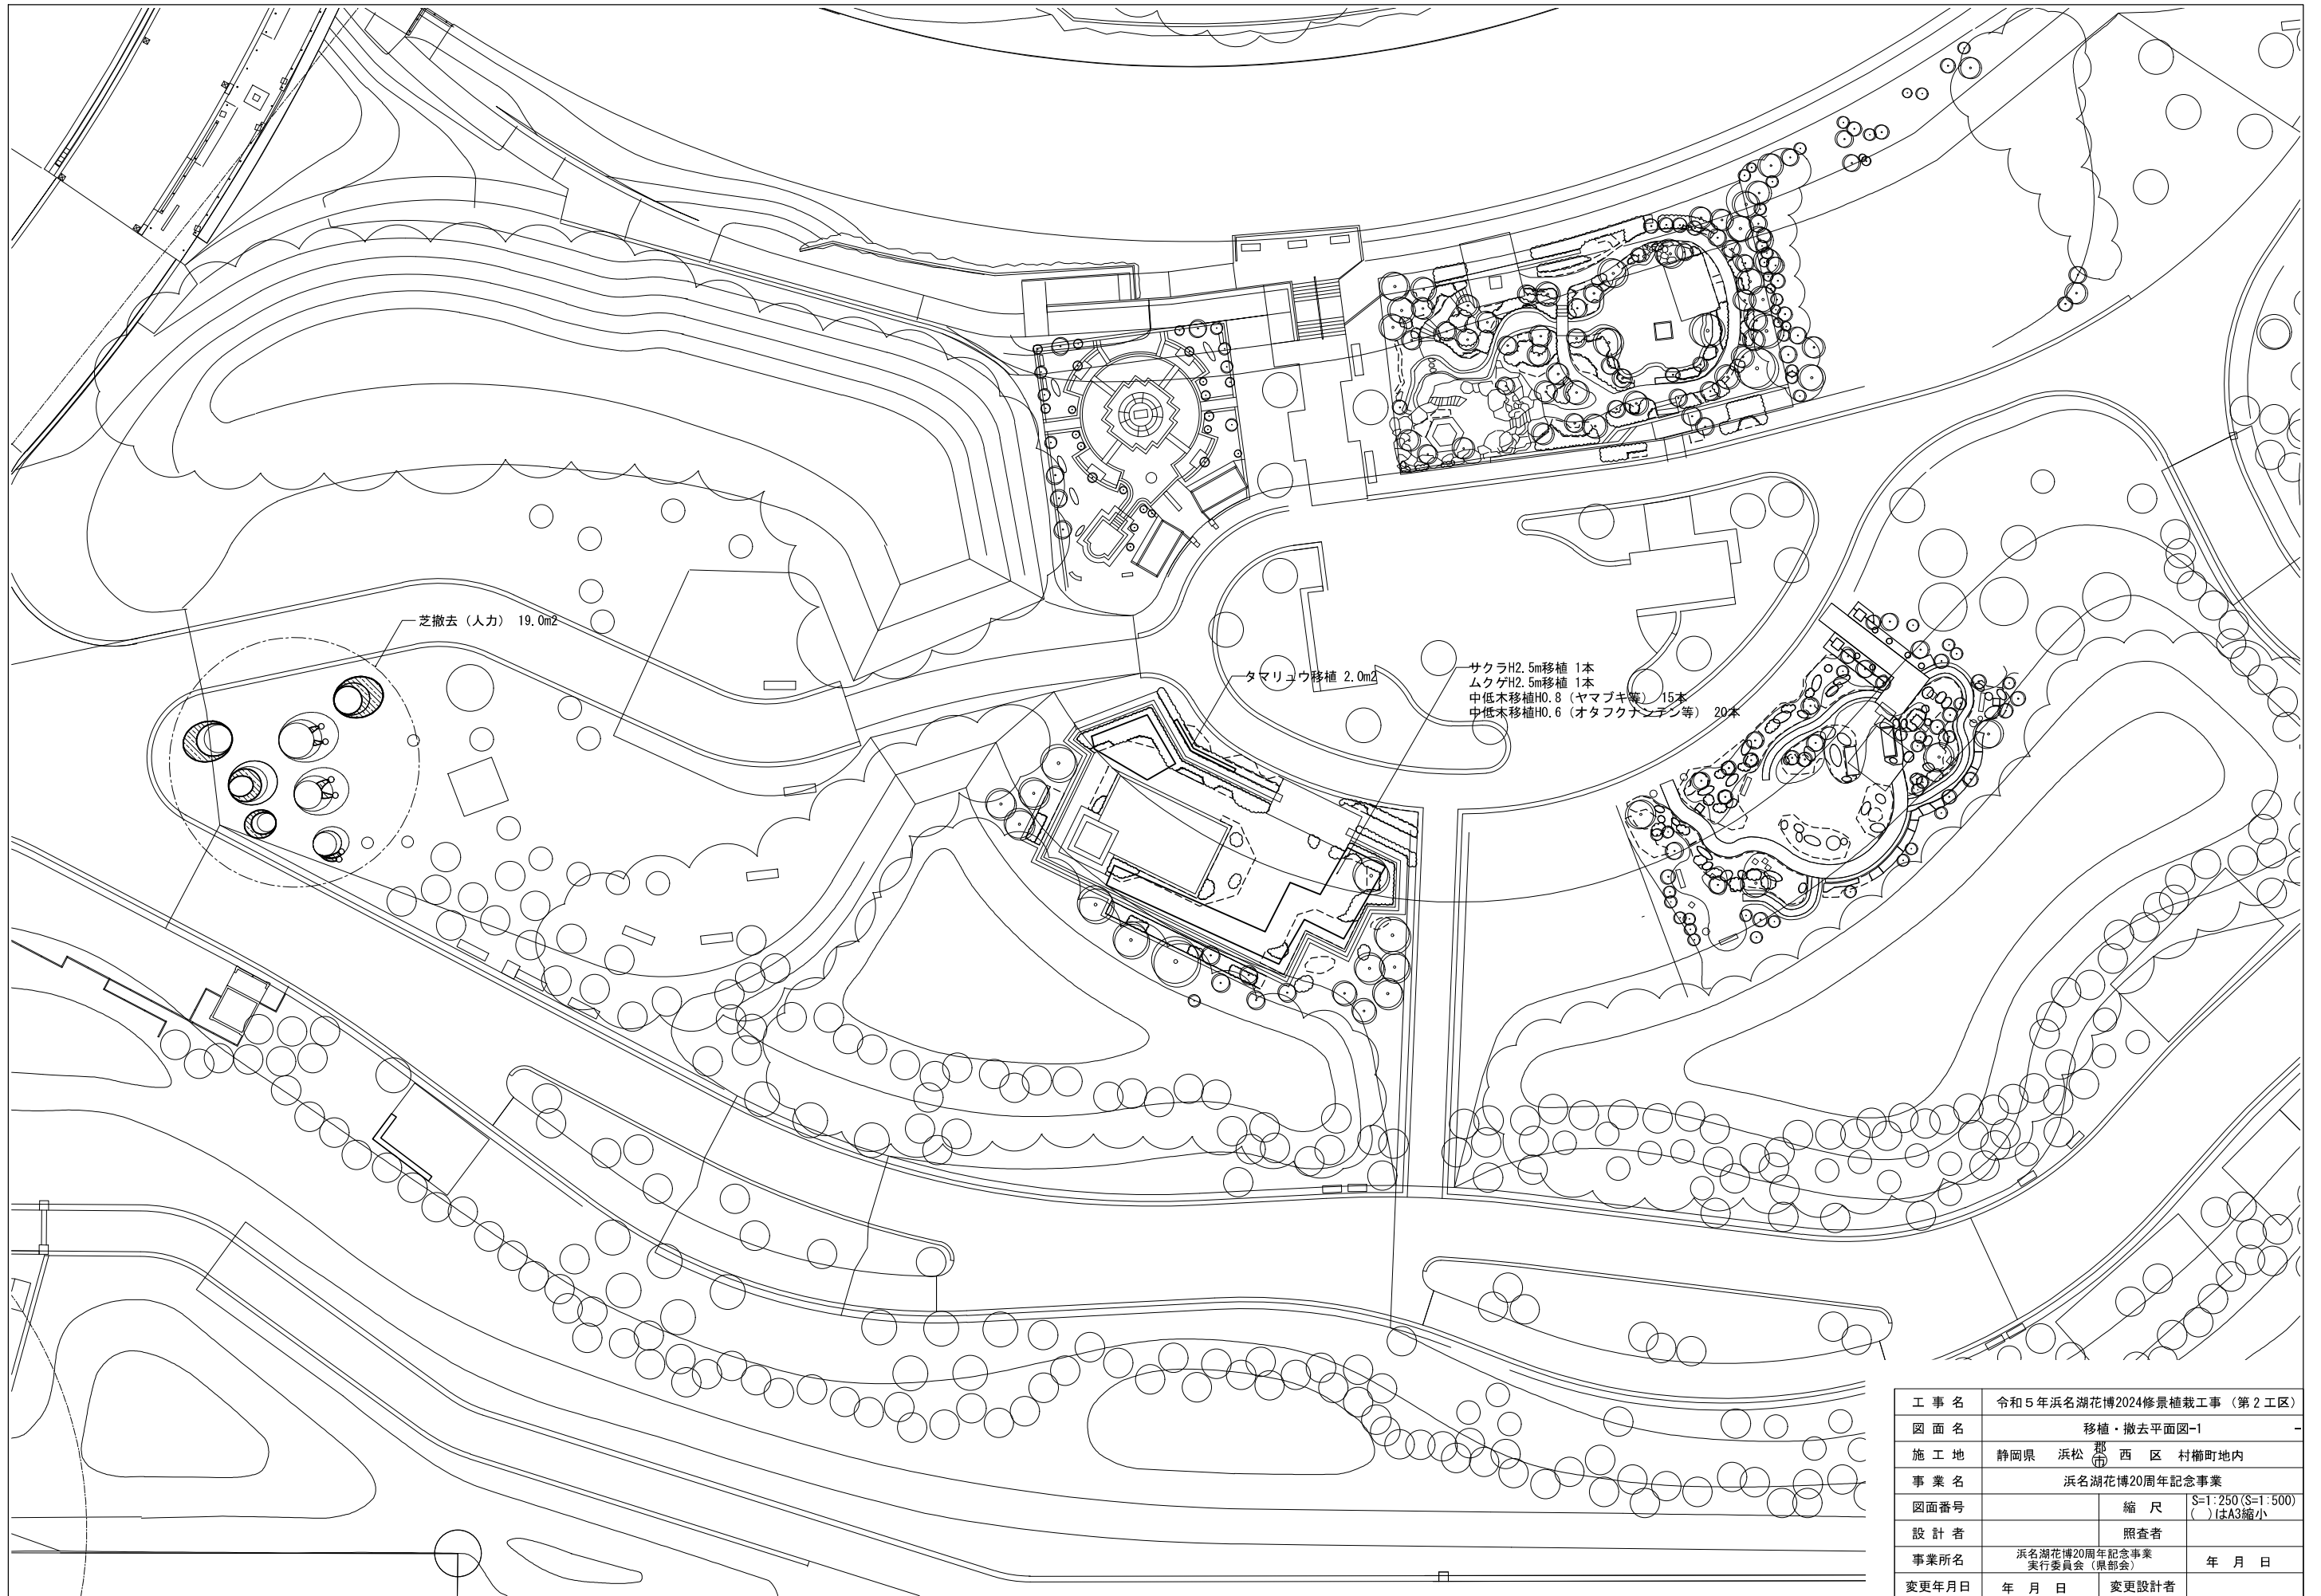 芝撤去（人力） 19.0m2
タマリュウ移植 2.0m2
サクラH2.5m移植 1本
ムクゲH2.5m移植 1本
中低木移植H0.8（ヤマブキ等） 15本
中低木移植H0.6（オタフクナンテン等） 20本
工事名 令和５年浜名湖花博2024修景植栽工事（第２工区）
図面名 移植・撤去平面図-1 -
施工地 静岡県 浜松 郡市 西 区 村櫛町地内
事業名 浜名湖花博20周年記念事業
図面番号 縮尺 S=1:250(S=1:500)
( )はA3縮小
設計者 照査者
事業所名 浜名湖花博20周年記念事業
実行委員会（県部会） 年 月 日
変更年月日 年 月 日 変更設計者